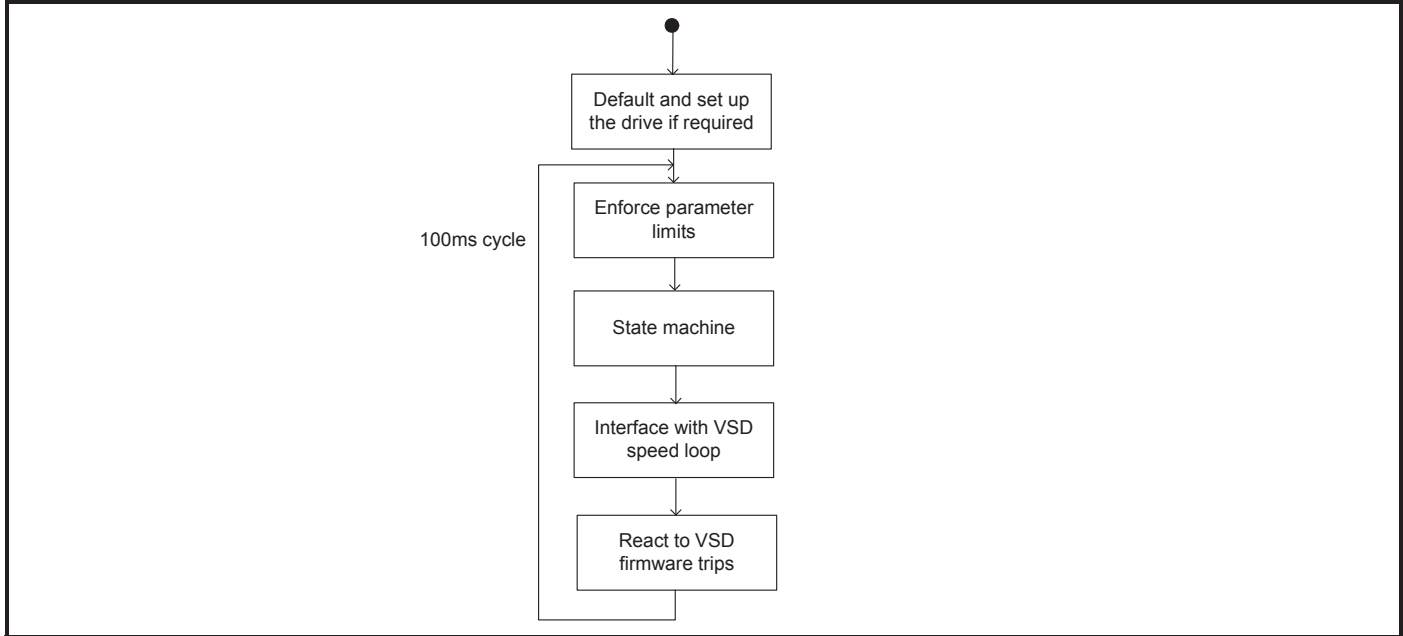 Default and set up
the drive if required
Enforce parameter
limits
100ms cycle
State machine
Interface with VSD
speed loop
React to VSD
firmware trips